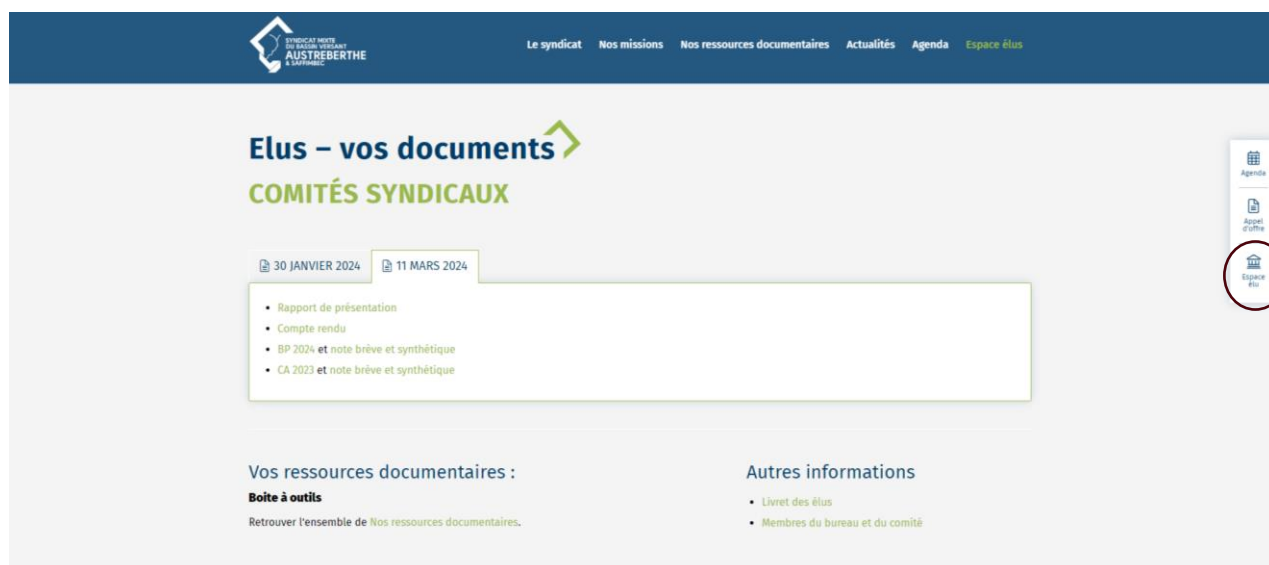 SYNDICAT MIXTE
DU BASSIN VERSANT
AUSTREBERTHE
& SAFFIMBEC
Le syndicat Nos missions Nos ressources documentaires Actualités Agenda Espace élus
Elus – vos documents
COMITÉS SYNDICAUX
30 JANVIER 2024 11 MARS 2024
• Rapport de présentation
• Compte rendu
• BP 2024 et note brève et synthétique
• CA 2023 et note brève et synthétique
Vos ressources documentaires :
Boîte à outils
Retrouver l'ensemble de Nos ressources documentaires.
Autres informations
• Livret des élus
• Membres du bureau et du comité
Agenda
Appel
d'offre
Espace
élu